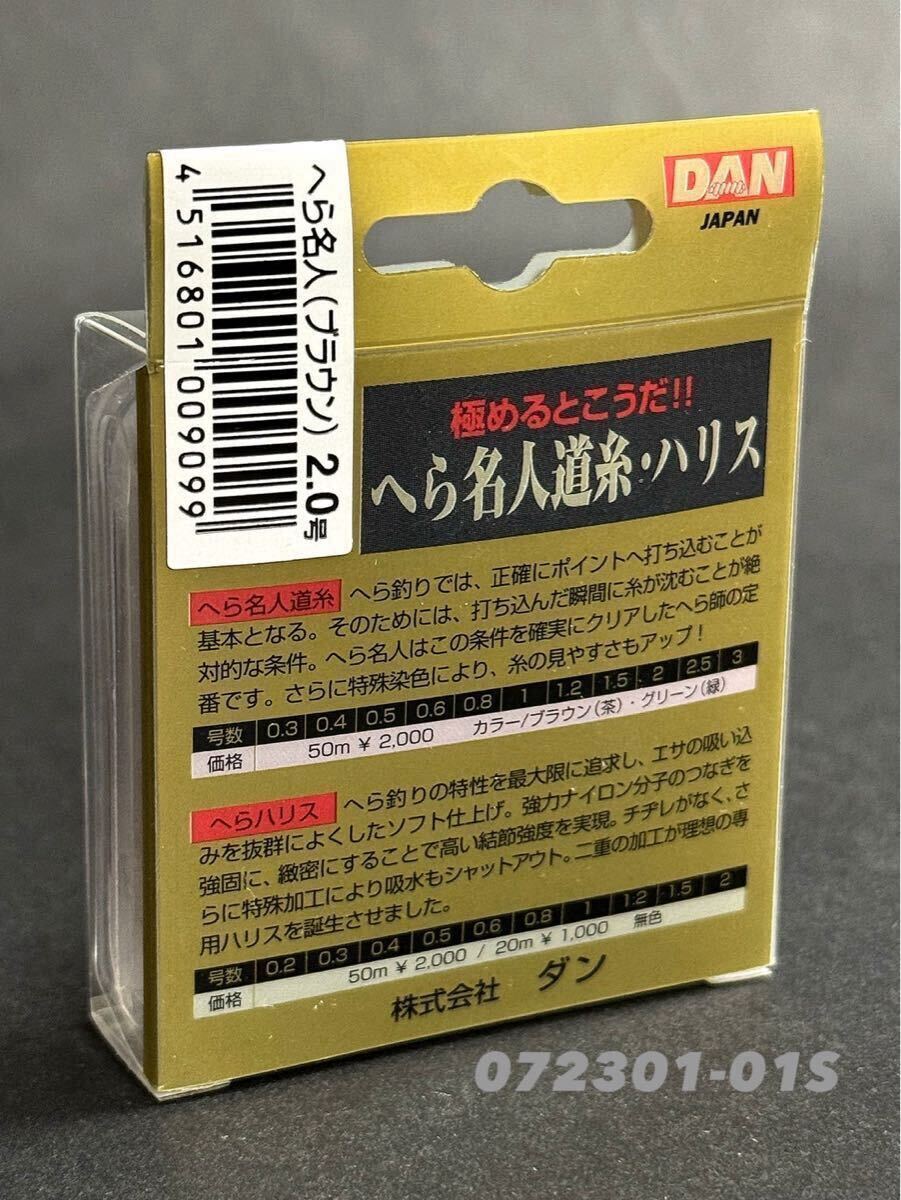 DAN
JAPAN
へら名人(ブラウン) 2.0号
4 516801 009099
極めるとこうだ!!
へら名人道糸・ハリス
へら名人道糸 へら釣りでは、正確にポイントへ打ち込むことが
基本となる。そのためには、打ち込んだ瞬間に糸が沈むことが絶
対的な条件。へら名人はこの条件を確実にクリアしたへら師の定
番です。さらに特殊染色により、糸の見やすさもアップ!
号数 0.3 0.4 0.5 0.6 0.8 1 1.2 1.5 2 2.5 3
価格 50m ¥2,000 カラー/ブラウン(茶)・グリーン(緑)
へらハリス へら釣りの特性を最大限に追求し、エサの吸い込
みを抜群によくしたソフト仕上げ。強力ナイロン分子のつなぎを
強固に、緻密にすることで高い結節強度を実現。チヂレがなく、さ
らに特殊加工により吸水もシャットアウト。二重の加工が理想の専
用ハリスを誕生させました。
号数 0.2 0.3 0.4 0.5 0.6 0.8 1 1.2 1.5 2
価格 50m ¥2,000 / 20m ¥1,000 無色
株式会社 ダン
072301-01S